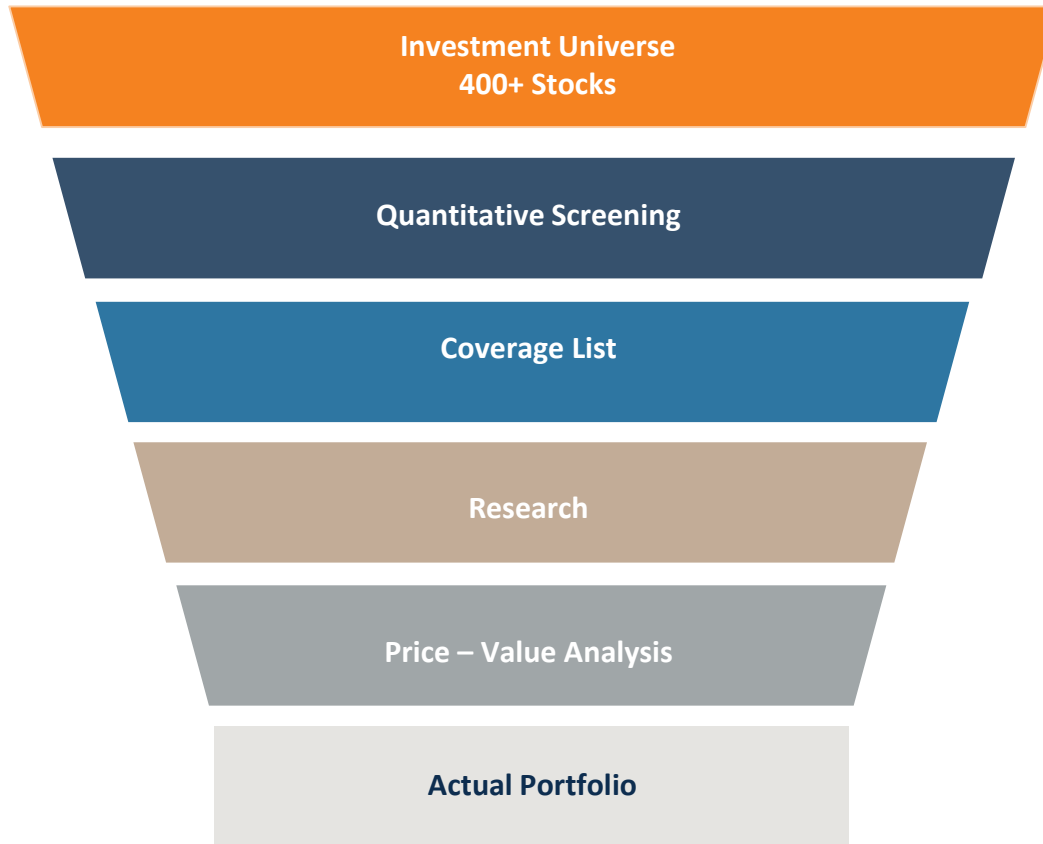 Investment Universe
400+ Stocks
Quantitative Screening
Coverage List
Research
Price – Value Analysis
Actual Portfolio